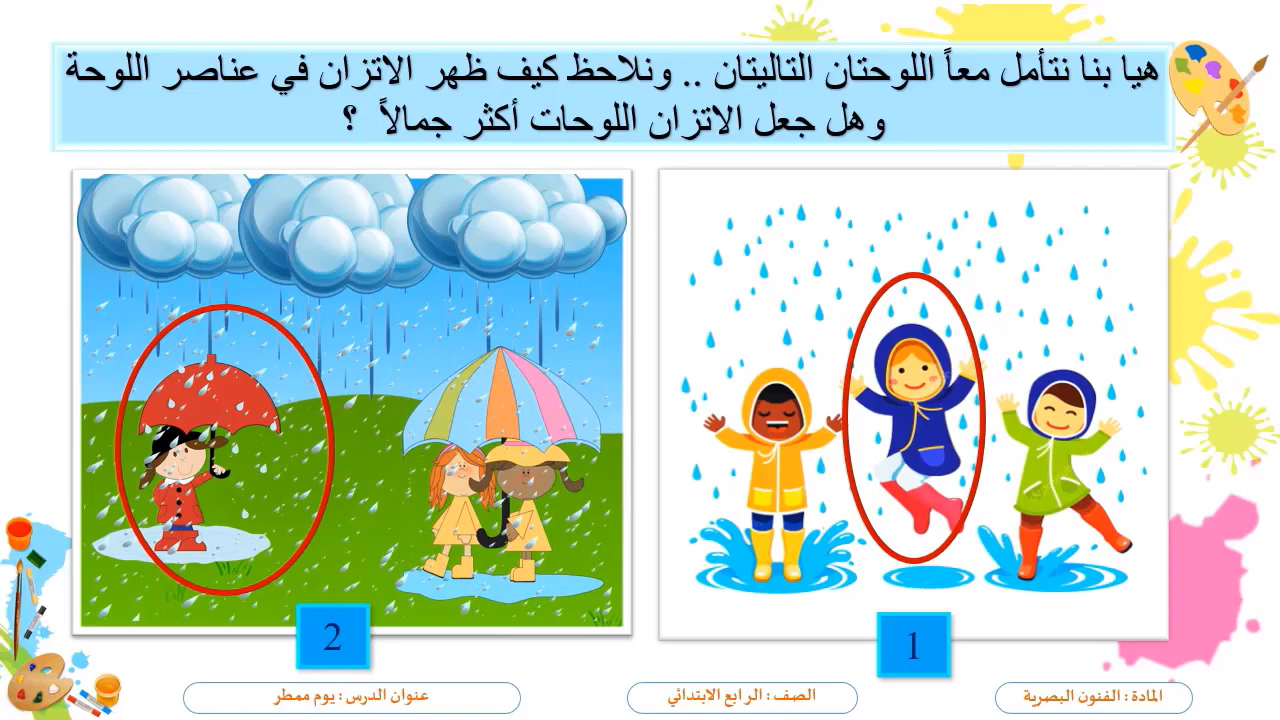 هيا بنا نتأمل معاً اللوحتان التاليتان .. ونلاحظ كيف ظهر الاتزان في عناصر اللوحة
وهل جعل الاتزان اللوحات أكثر جمالاً ؟
1
2
المادة : الفنون البصرية
الصف : الرابع الابتدائي
عنوان الدرس : يوم ممطر